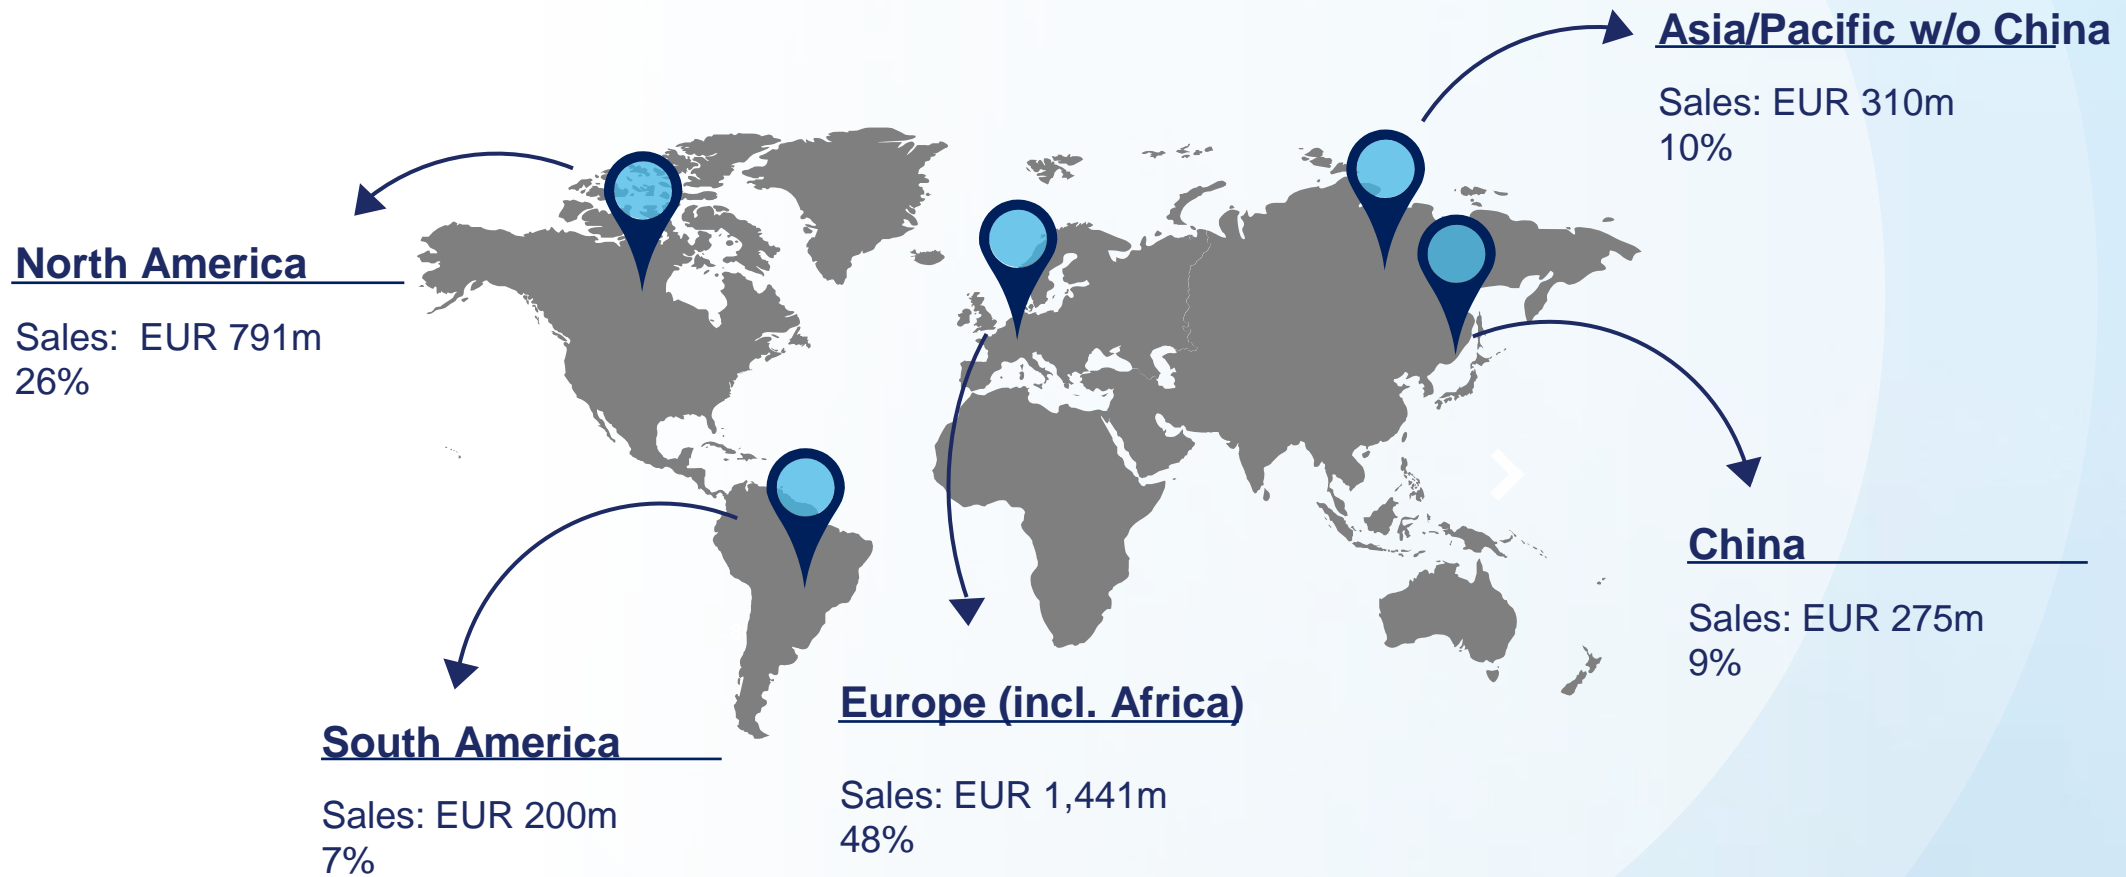 Asia/Pacific w/o China
Sales: EUR 310m
10%
North America
Sales:  EUR 791m
26%
China
Sales: EUR 275m
9%
Europe (incl. Africa)
Sales: EUR 1,441m
48%
South America
Sales: EUR 200m
7%